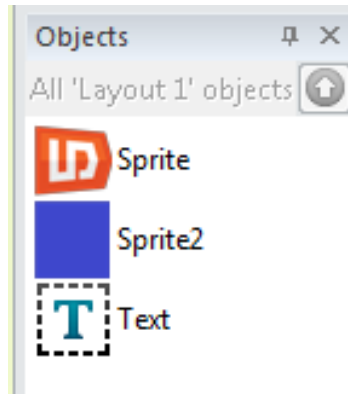 Objects
All 'Layout 1' objects
Sprite
Sprite2
T Text